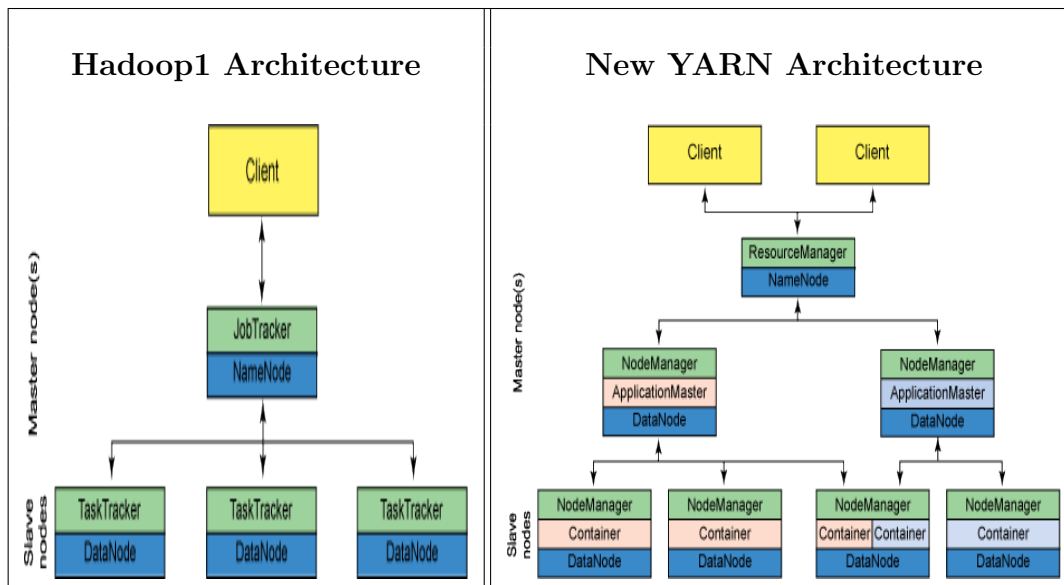 Hadoop1 Architecture
Client
Master node(s)
JobTracker
NameNode
Slave
nodes
TaskTracker
DataNode
TaskTracker
DataNode
TaskTracker
DataNode
New YARN Architecture
Client
Client
Master node(s)
ResourceManager
NameNode
NodeManager
ApplicationMaster
DataNode
NodeManager
ApplicationMaster
DataNode
Slave
nodes
NodeManager
Container
DataNode
NodeManager
Container
DataNode
NodeManager
Container Container
DataNode
NodeManager
Container
DataNode